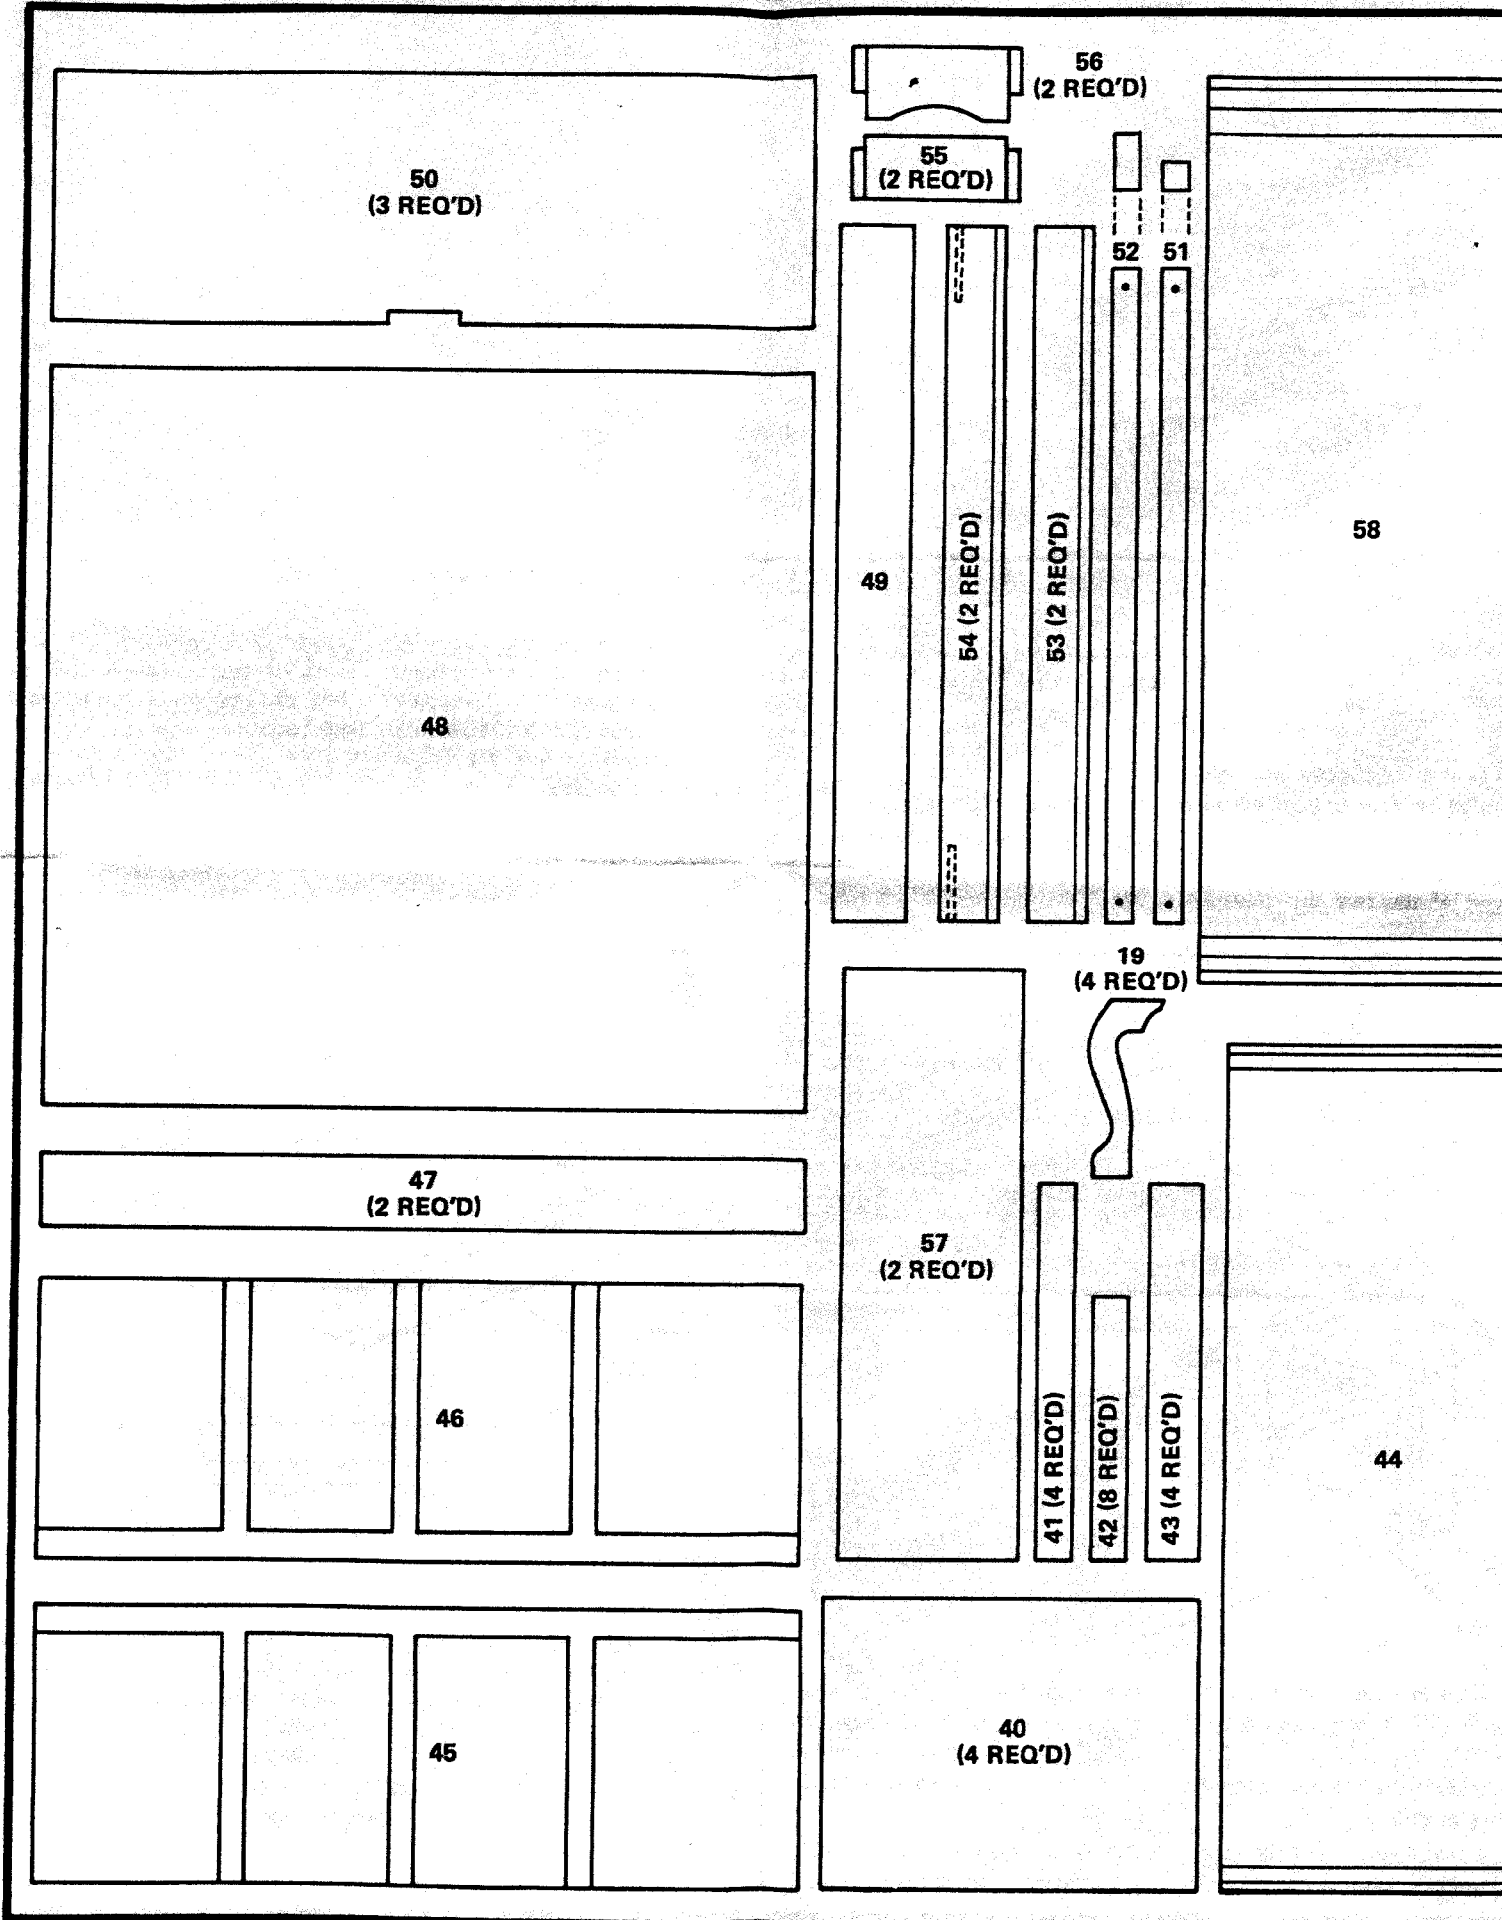 56
(2 REQ'D)
50
(3 REQ'D)
55
(2 REQ'D)
52
51
58
49
54 (2 REQ'D)
53 (2 REQ'D)
48
19
(4 REQ'D)
47
(2 REQ'D)
57
(2 REQ'D)
46
41 (4 REQ'D)
42 (8 REQ'D)
43 (4 REQ'D)
44
45
40
(4 REQ'D)